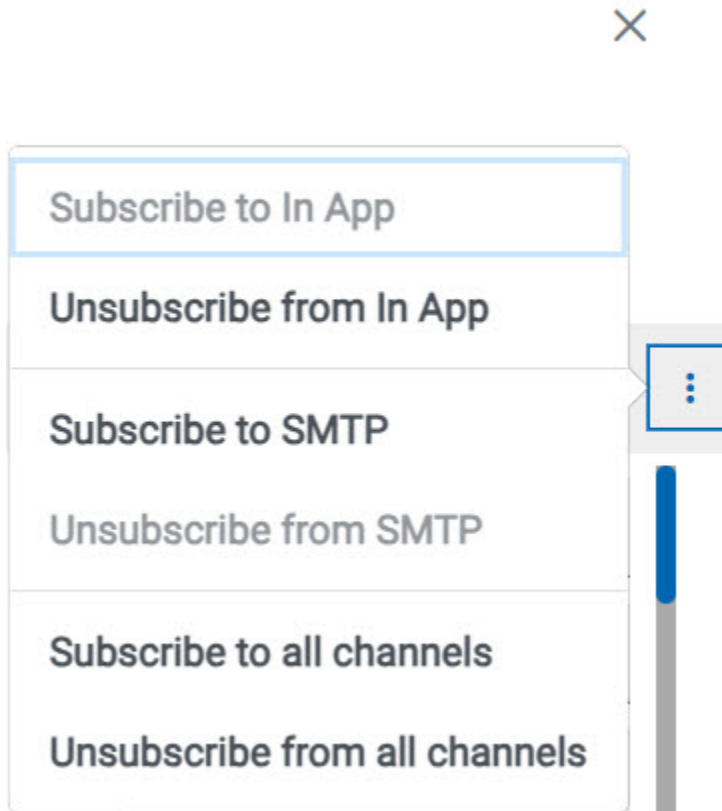 Subscribe to In App
Unsubscribe from In App
Subscribe to SMTP
Unsubscribe from SMTP
Subscribe to all channels
Unsubscribe from all channels